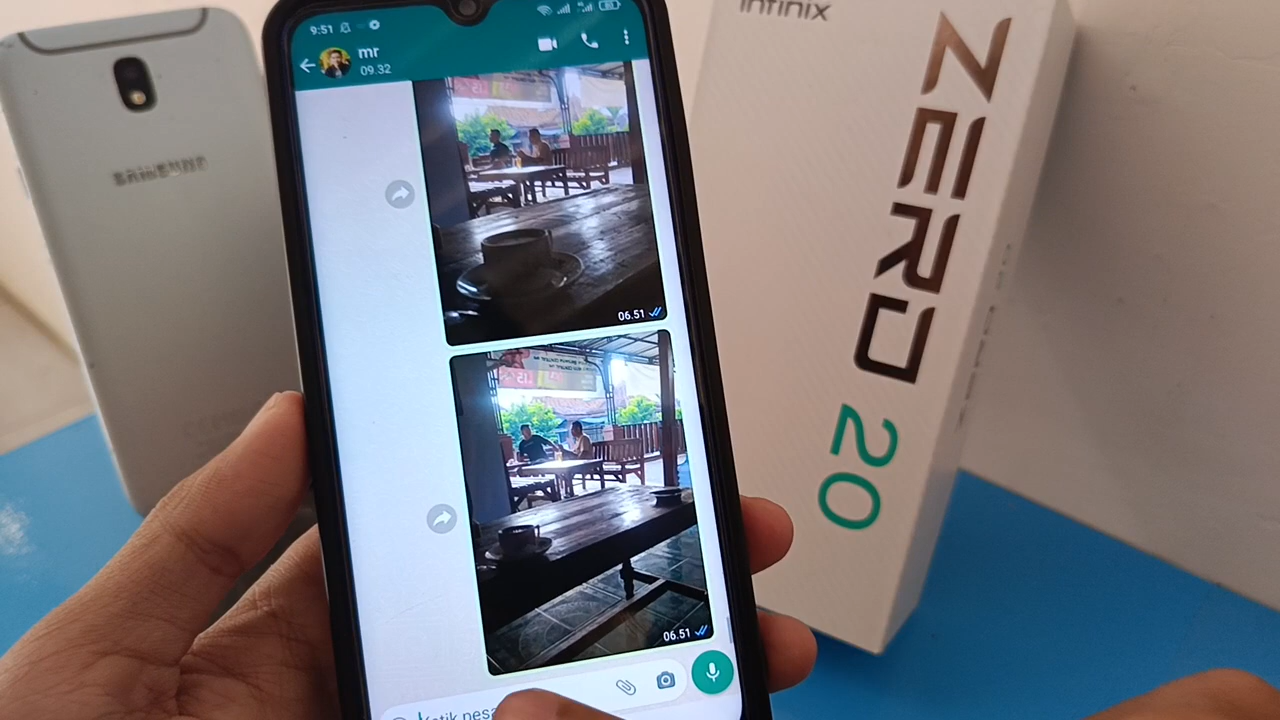 SAMSUNG
9:51
mr
09.32
06.51
06.51
Ketik pesa
Infinix
ZERO 20